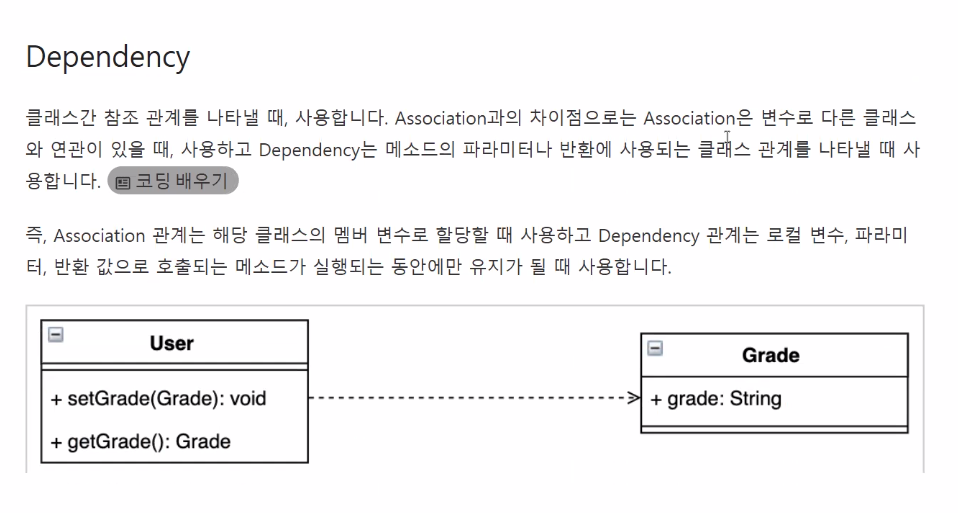 Dependency
클래스간 참조 관계를 나타낼 때, 사용합니다. Association과의 차이점으로는 Association은 변수로 다른 클래스
와 연관이 있을 때, 사용하고 Dependency는 메소드의 파라미터나 반환에 사용되는 클래스 관계를 나타낼 때 사
용합니다. 코딩 배우기
즉, Association 관계는 해당 클래스의 멤버 변수로 할당할 때 사용하고 Dependency 관계는 로컬 변수, 파라미
터, 반환 값으로 호출되는 메소드가 실행되는 동안에만 유지가 될 때 사용합니다.
User
+ setGrade(Grade): void
+ getGrade(): Grade
Grade
+ grade: String